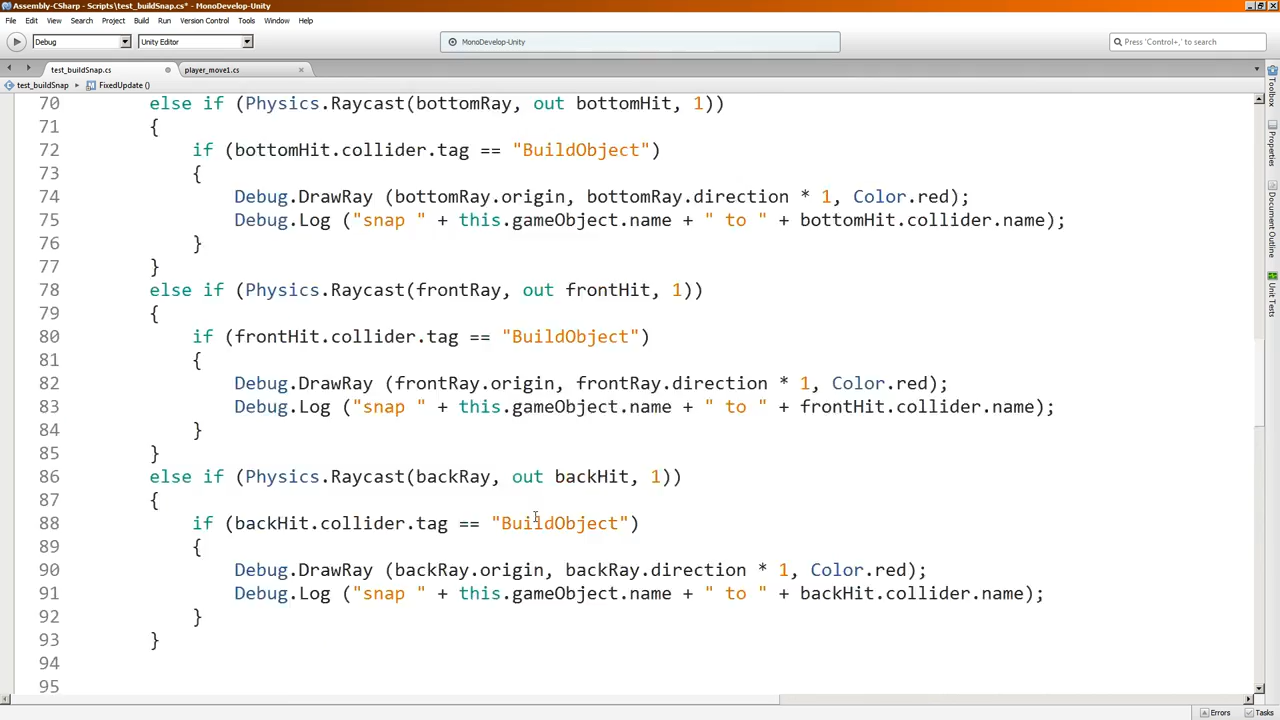 Assembly-CSharp - Scripts\test_buildSnap.cs* - MonoDevelop-Unity
File Edit View Search Project Build Run Version Control Tools Window Help
Debug Unity Editor MonoDevelop-Unity Press 'Control+,' to search
test_buildSnap.cs player_move1.cs
test_buildSnap FixedUpdate ()
70 else if (Physics.Raycast(bottomRay, out bottomHit, 1))
71 {
72 if (bottomHit.collider.tag == "BuildObject")
73 {
74 Debug.DrawRay (bottomRay.origin, bottomRay.direction * 1, Color.red);
75 Debug.Log ("snap " + this.gameObject.name + " to " + bottomHit.collider.name);
76 }
77 }
78 else if (Physics.Raycast(frontRay, out frontHit, 1))
79 {
80 if (frontHit.collider.tag == "BuildObject")
81 {
82 Debug.DrawRay (frontRay.origin, frontRay.direction * 1, Color.red);
83 Debug.Log ("snap " + this.gameObject.name + " to " + frontHit.collider.name);
84 }
85 }
86 else if (Physics.Raycast(backRay, out backHit, 1))
87 {
88 if (backHit.collider.tag == "BuildObject")
89 {
90 Debug.DrawRay (backRay.origin, backRay.direction * 1, Color.red);
91 Debug.Log ("snap " + this.gameObject.name + " to " + backHit.collider.name);
92 }
93 }
94
95
Toolbox
Properties
Document Outline
Unit Tests
Errors Tasks